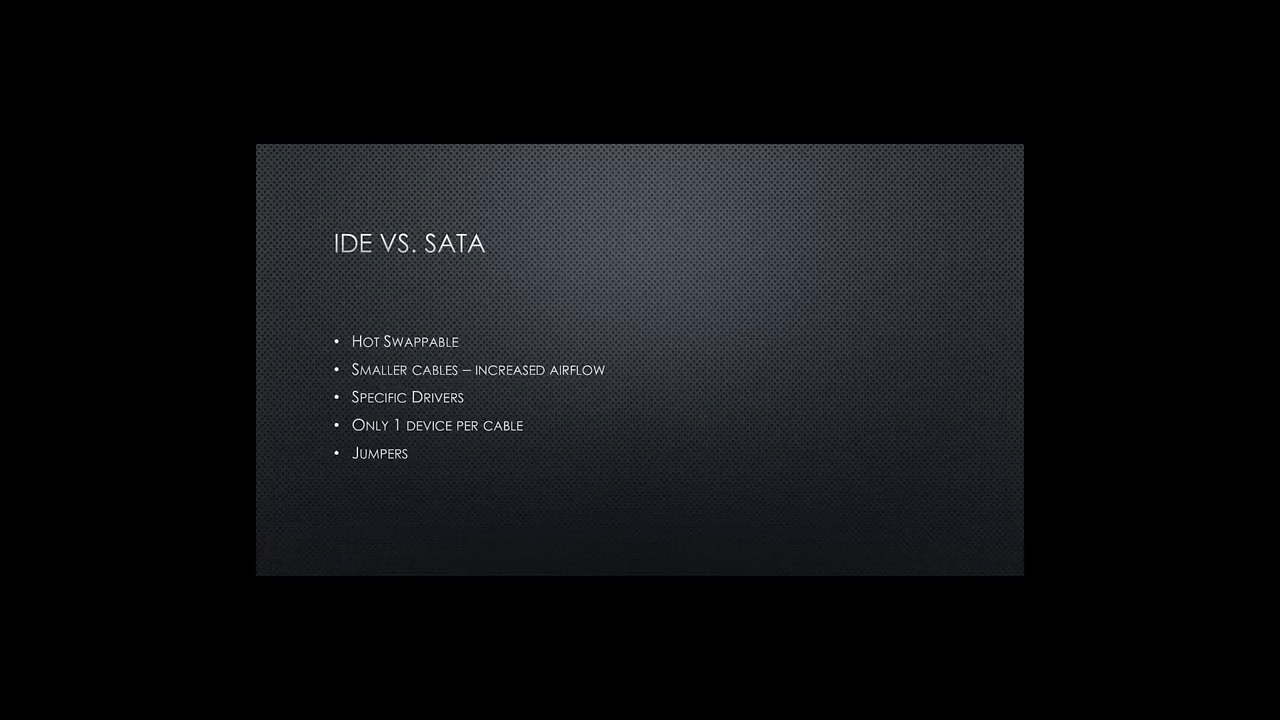 IDE VS. SATA
• HOT SWAPPABLE
• SMALLER CABLES – INCREASED AIRFLOW
• SPECIFIC DRIVERS
• ONLY 1 DEVICE PER CABLE
• JUMPERS